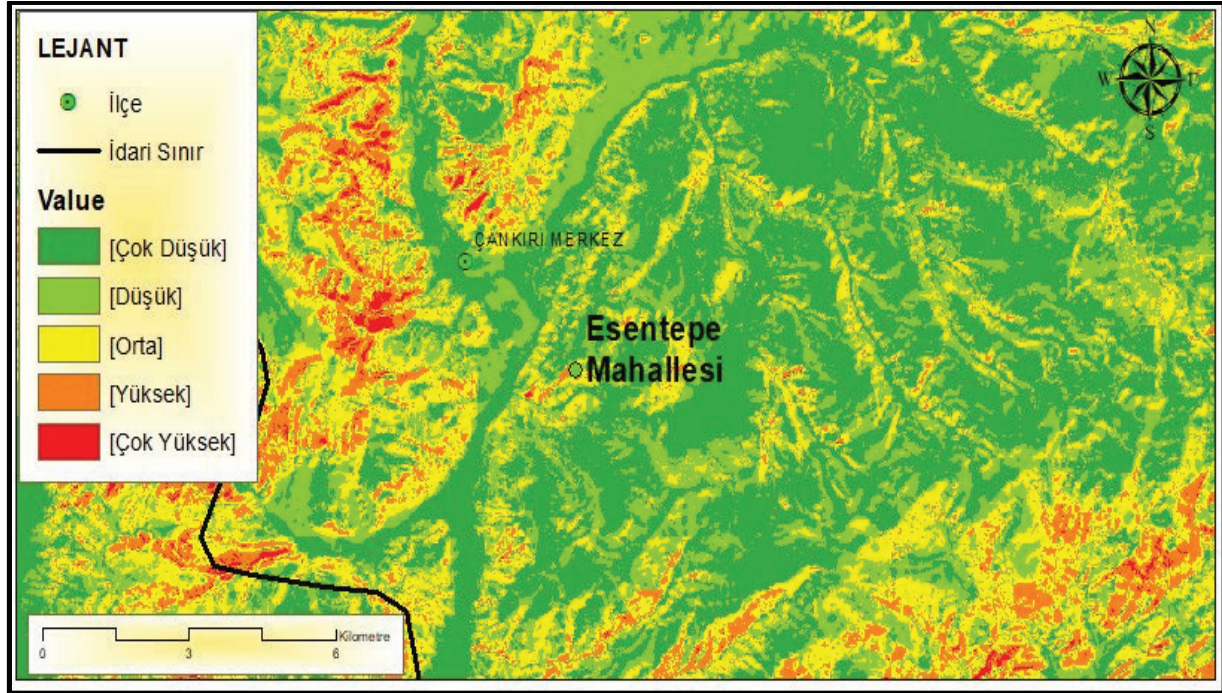 LEJANT
İlçe
İdari Sınır
Value
[Çok Düşük]
[Düşük]
[Orta]
[Yüksek]
[Çok Yüksek]
N
W
E
S
ÇANKIRI MERKEZ
Esentepe
Mahallesi
Kilometre
0 3 6